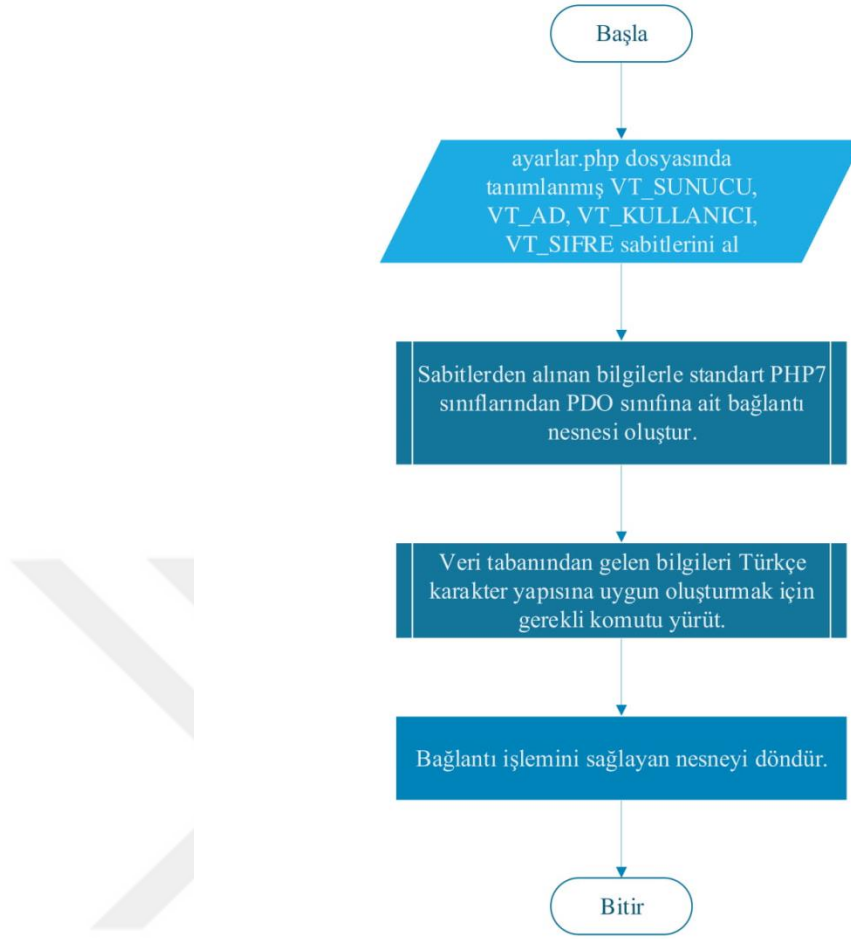 Başla
ayarlar.php dosyasında
tanımlanmış VT_SUNUCU,
VT_AD, VT_KULLANICI,
VT_SIFRE sabitlerini al
Sabitlerden alınan bilgilerle standart PHP7
sınıflarından PDO sınıfına ait bağlantı
nesnesi oluştur.
Veri tabanından gelen bilgileri Türkçe
karakter yapısına uygun oluşturmak için
gerekli komutu yürüt.
Bağlantı işlemini sağlayan nesneyi döndür.
Bitir